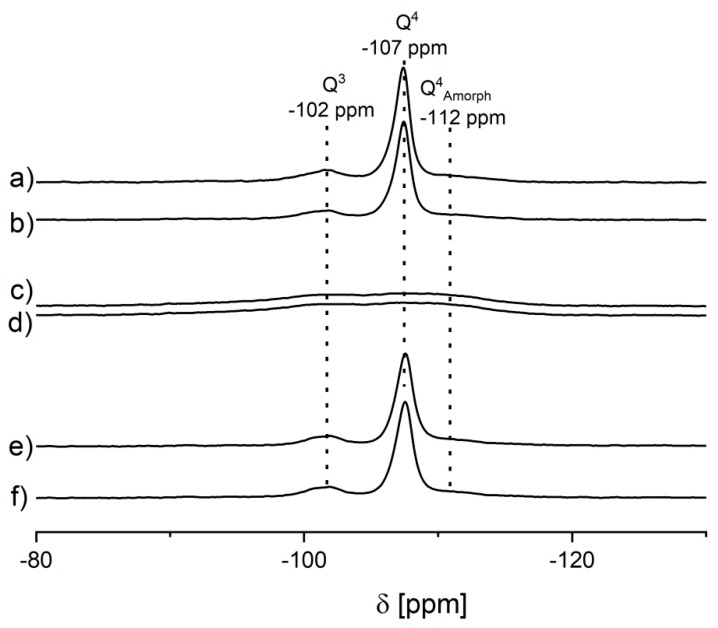 Q⁴
-107 ppm
Q³
-102 ppm
Q⁴Amorph
-112 ppm
a)
b)
c)
d)
e)
f)
-80 -100 -120
δ [ppm]